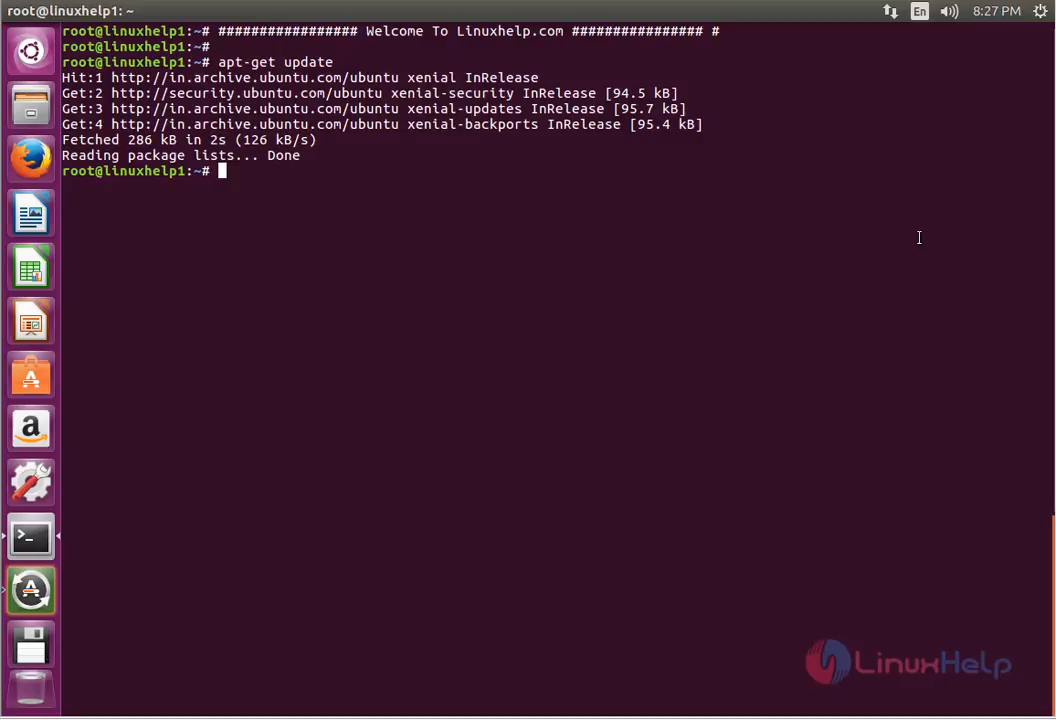 root@linuxhelp1: ~
En
8:27 PM
root@linuxhelp1:~# ################# Welcome To Linuxhelp.com ################ #
root@linuxhelp1:~#
root@linuxhelp1:~# apt-get update
Hit:1 http://in.archive.ubuntu.com/ubuntu xenial InRelease
Get:2 http://security.ubuntu.com/ubuntu xenial-security InRelease [94.5 kB]
Get:3 http://in.archive.ubuntu.com/ubuntu xenial-updates InRelease [95.7 kB]
Get:4 http://in.archive.ubuntu.com/ubuntu xenial-backports InRelease [95.4 kB]
Fetched 286 kB in 2s (126 kB/s)
Reading package lists... Done
root@linuxhelp1:~#
LinuxHelp